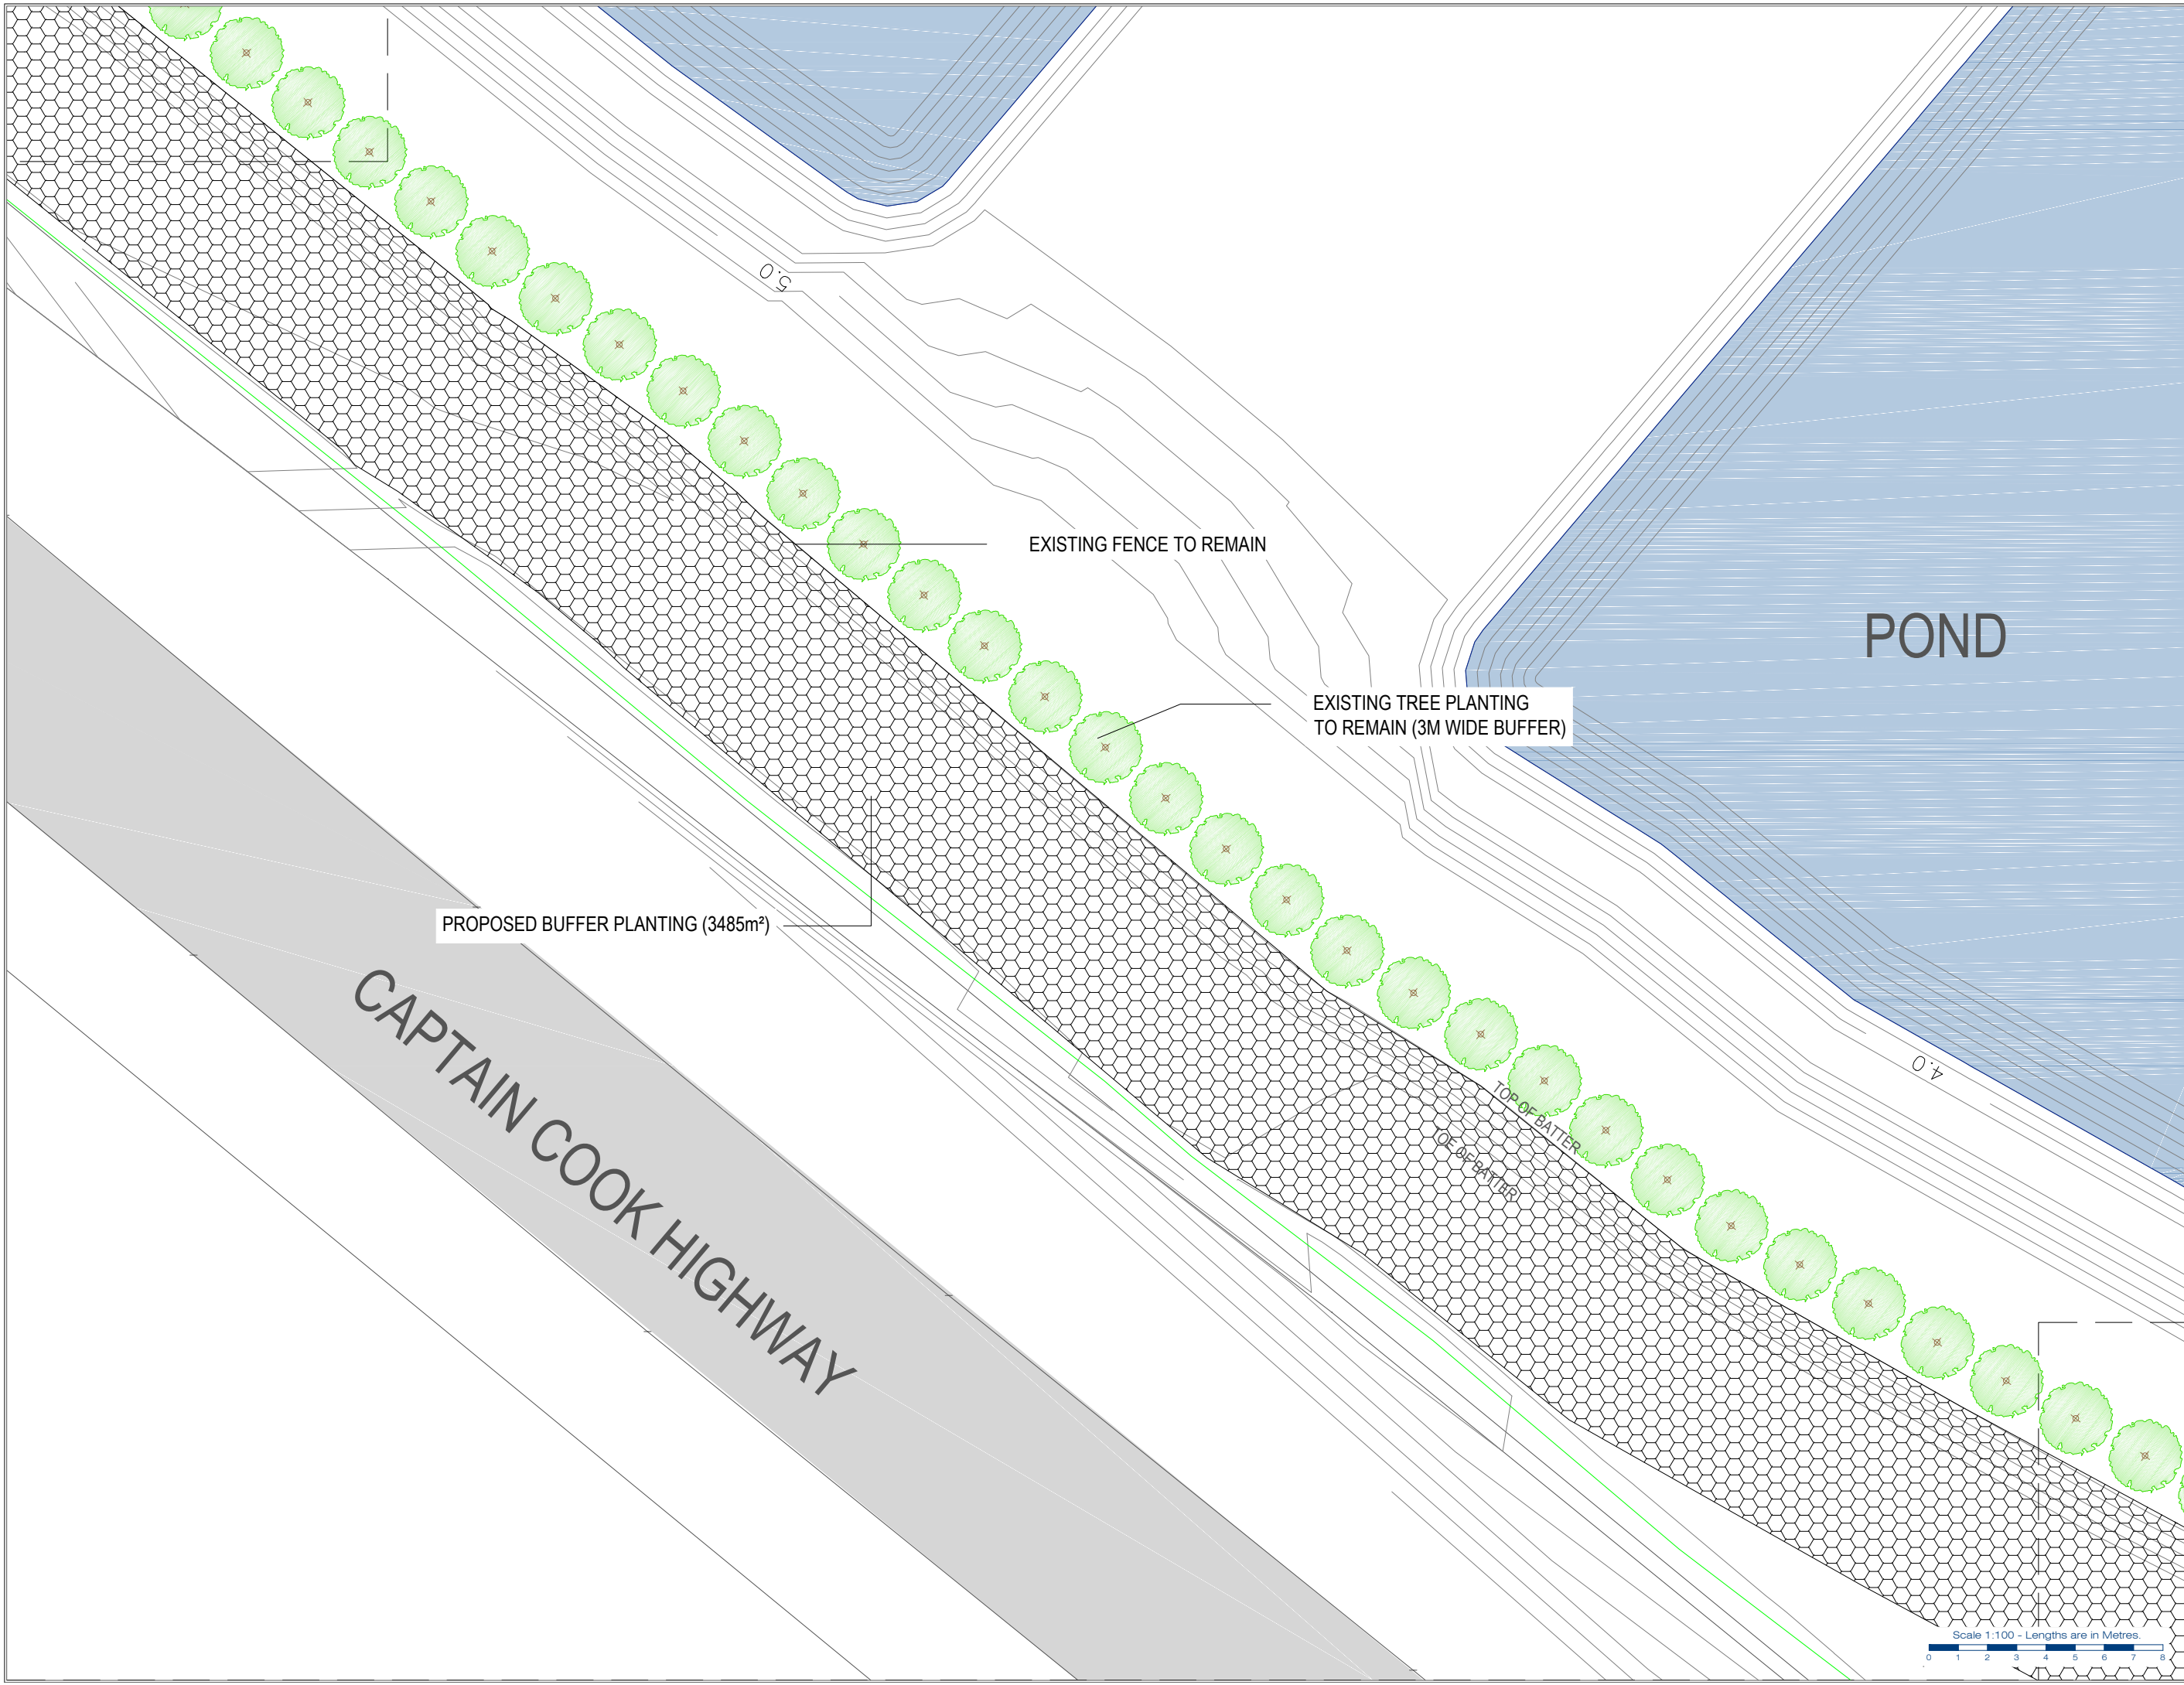 5.0
EXISTING FENCE TO REMAIN
POND
EXISTING TREE PLANTING
TO REMAIN (3M WIDE BUFFER)
PROPOSED BUFFER PLANTING (3485m²)
CAPTAIN COOK HIGHWAY
4.0
TOP OF BATTER
TOE OF BATTER
Scale 1:100 - Lengths are in Metres.
0 1 2 3 4 5 6 7 8